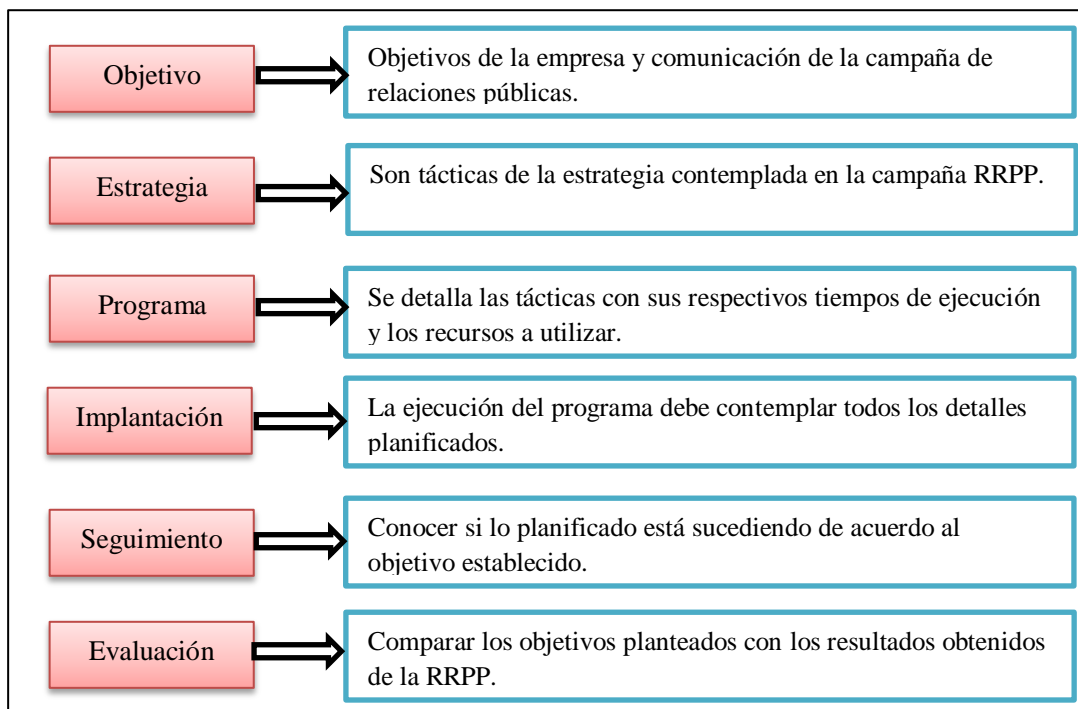 Objetivo
Objetivos de la empresa y comunicación de la campaña de
relaciones públicas.
Estrategia
Son tácticas de la estrategia contemplada en la campaña RRPP.
Programa
Se detalla las tácticas con sus respectivos tiempos de ejecución
y los recursos a utilizar.
Implantación
La ejecución del programa debe contemplar todos los detalles
planificados.
Seguimiento
Conocer si lo planificado está sucediendo de acuerdo al
objetivo establecido.
Evaluación
Comparar los objetivos planteados con los resultados obtenidos
de la RRPP.